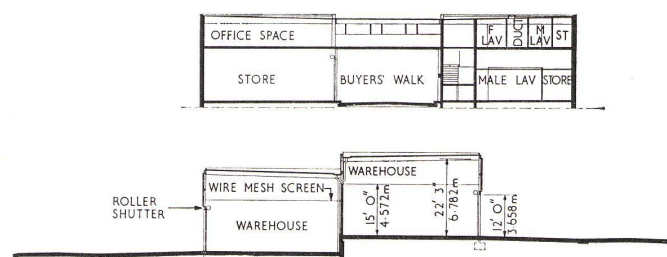 OFFICE SPACE
F
LAV
DUCT
M
LAV
ST
STORE
BUYERS' WALK
MALE LAV
STORE
WAREHOUSE
WIRE MESH SCREEN
ROLLER
SHUTTER
WAREHOUSE
15' 0"
4·572m
22' 3"
6·782m
12' 0"
3·658m